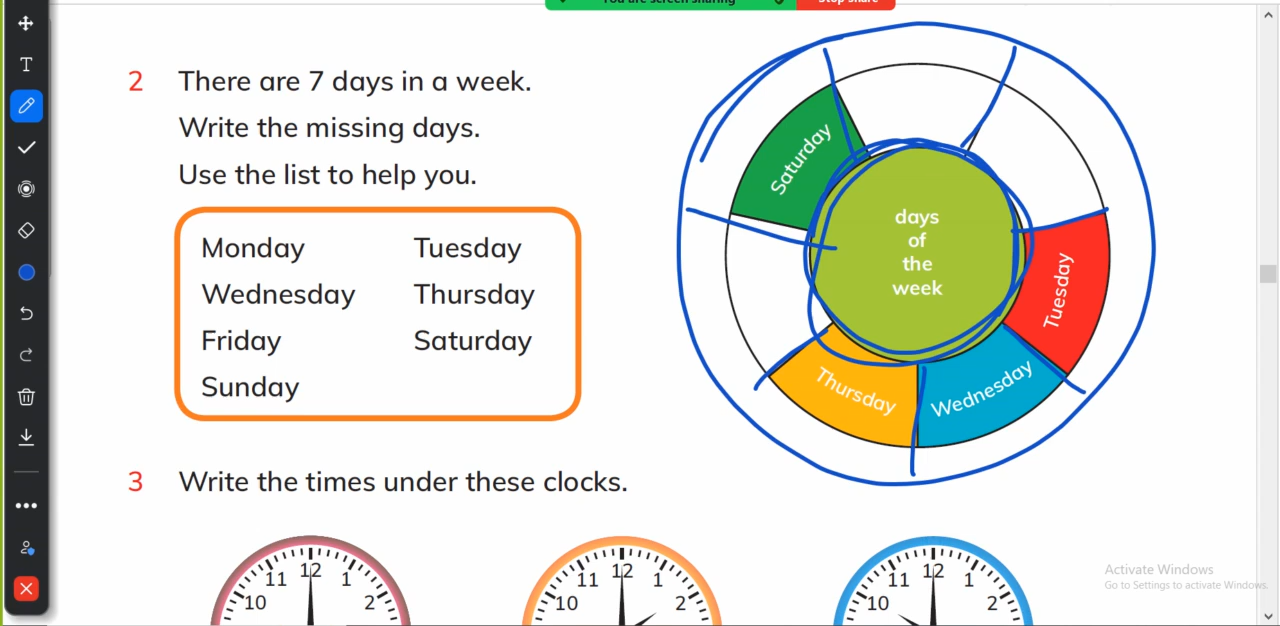 You are screen sharing
Stop share
2 There are 7 days in a week.
Write the missing days.
Use the list to help you.
Monday Tuesday
Wednesday Thursday
Friday Saturday
Sunday
Saturday
days
of
the
week
Tuesday
Wednesday
Thursday
3 Write the times under these clocks.
10 11 12 1 2
10 11 12 1 2
10 11 12 1 2
Activate Windows
Go to Settings to activate Windows.
T